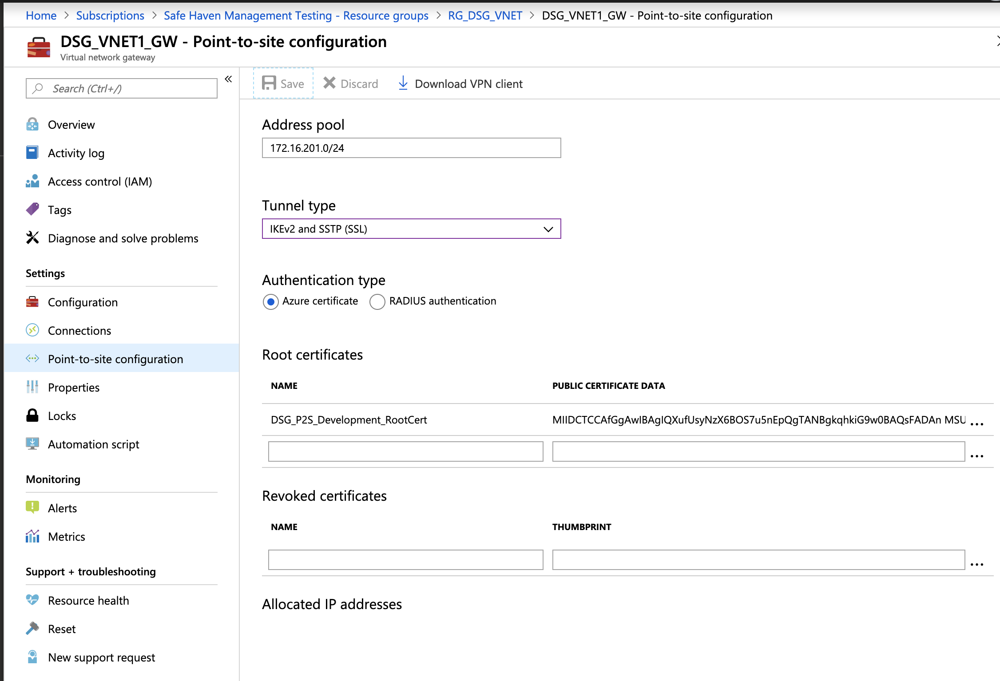 Home > Subscriptions > Safe Haven Management Testing - Resource groups > RG_DSG_VNET > DSG_VNET1_GW - Point-to-site configuration
DSG_VNET1_GW - Point-to-site configuration
Virtual network gateway
Search (Ctrl+/)
«
Overview
Activity log
Access control (IAM)
Tags
Diagnose and solve problems
Settings
Configuration
Connections
Point-to-site configuration
Properties
Locks
Automation script
Monitoring
Alerts
Metrics
Support + troubleshooting
Resource health
Reset
New support request
Save Discard Download VPN client
Address pool
172.16.201.0/24
Tunnel type
IKEv2 and SSTP (SSL)
Authentication type
Azure certificate RADIUS authentication
Root certificates
NAME PUBLIC CERTIFICATE DATA
DSG_P2S_Development_RootCert MIIDCTCCAfGgAwIBAgIQXufUsyNzX6BOS7u5nEpQgTANBgkqhkiG9w0BAQsFADAn MSU ...
...
Revoked certificates
NAME THUMBPRINT
...
Allocated IP addresses